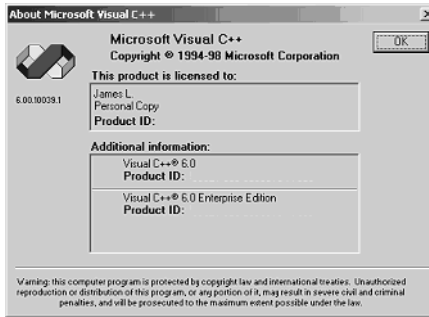 About Microsoft Visual C++
Microsoft Visual C++
Copyright © 1994-98 Microsoft Corporation
OK
This product is licensed to:
6.00.10039.1
James L.
Personal Copy
Product ID:
Additional information:
Visual C++® 6.0
Product ID:
Visual C++® 6.0 Enterprise Edition
Product ID:
Warning: this computer program is protected by copyright law and international treaties. Unauthorized
reproduction or distribution of this program, or any portion of it, may result in severe civil and criminal
penalties, and will be prosecuted to the maximum extent possible under the law.